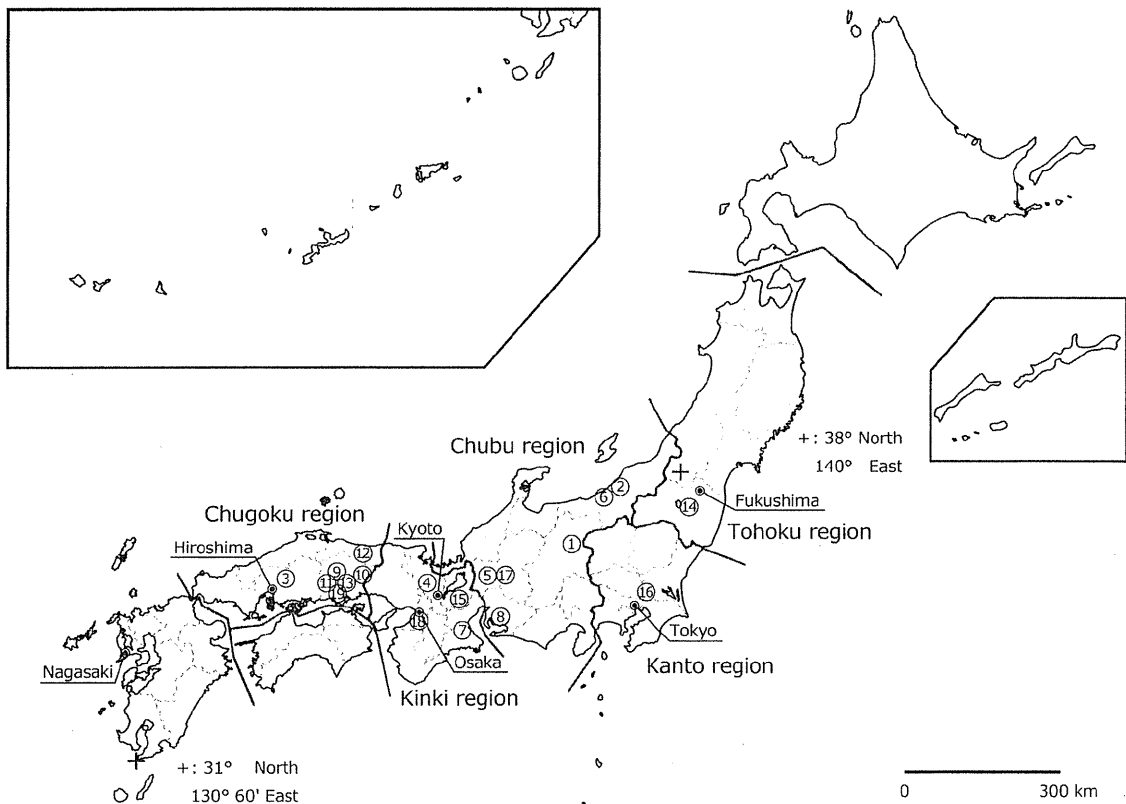 +: 38° North
140° East
Chubu region
②
⑥
Fukushima
⑭
Tohoku region
Chugoku region
Kyoto
①
⑫
Hiroshima
③
⑨
⑩
⑪
⑬
⑲
④
⑤
⑰
⑮
⑯
⑧
⑱
⑦
Tokyo
Nagasaki
Osaka
Kanto region
Kinki region
+: 31° North
130° 60' East
0
300 km